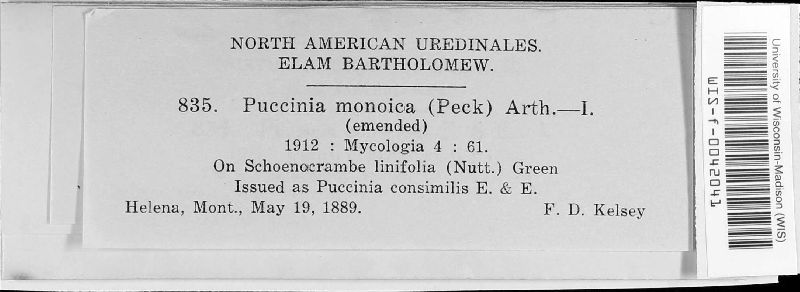 NORTH AMERICAN UREDINALES.
ELAM BARTHOLOMEW.
835. Puccinia monoica (Peck) Arth.—I.
(emended)
1912 : Mycologia 4 : 61.
On Schoenocrambe linifolia (Nutt.) Green
Issued as Puccinia consimilis E. & E.
Helena, Mont., May 19, 1889. F. D. Kelsey
University of Wisconsin-Madison (WIS)
WIS-f-0042041